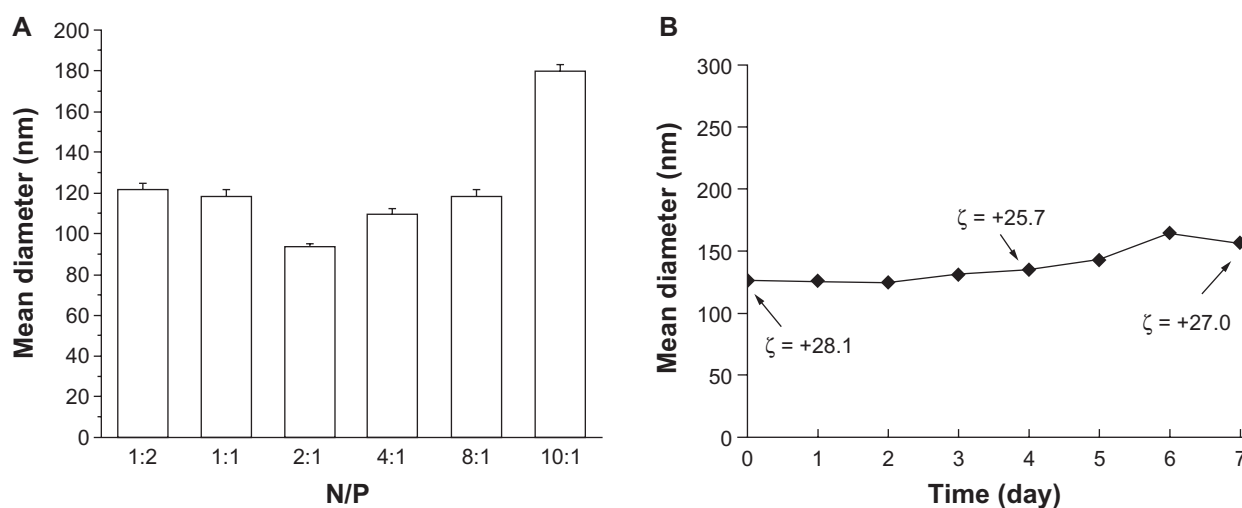 A
Mean diameter (nm)
200
180
160
140
120
100
80
60
40
20
0
1:2 1:1 2:1 4:1 8:1 10:1
N/P
B
Mean diameter (nm)
300
250
200
150
100
50
0
ζ = +25.7
ζ = +28.1
ζ = +27.0
0 1 2 3 4 5 6 7
Time (day)